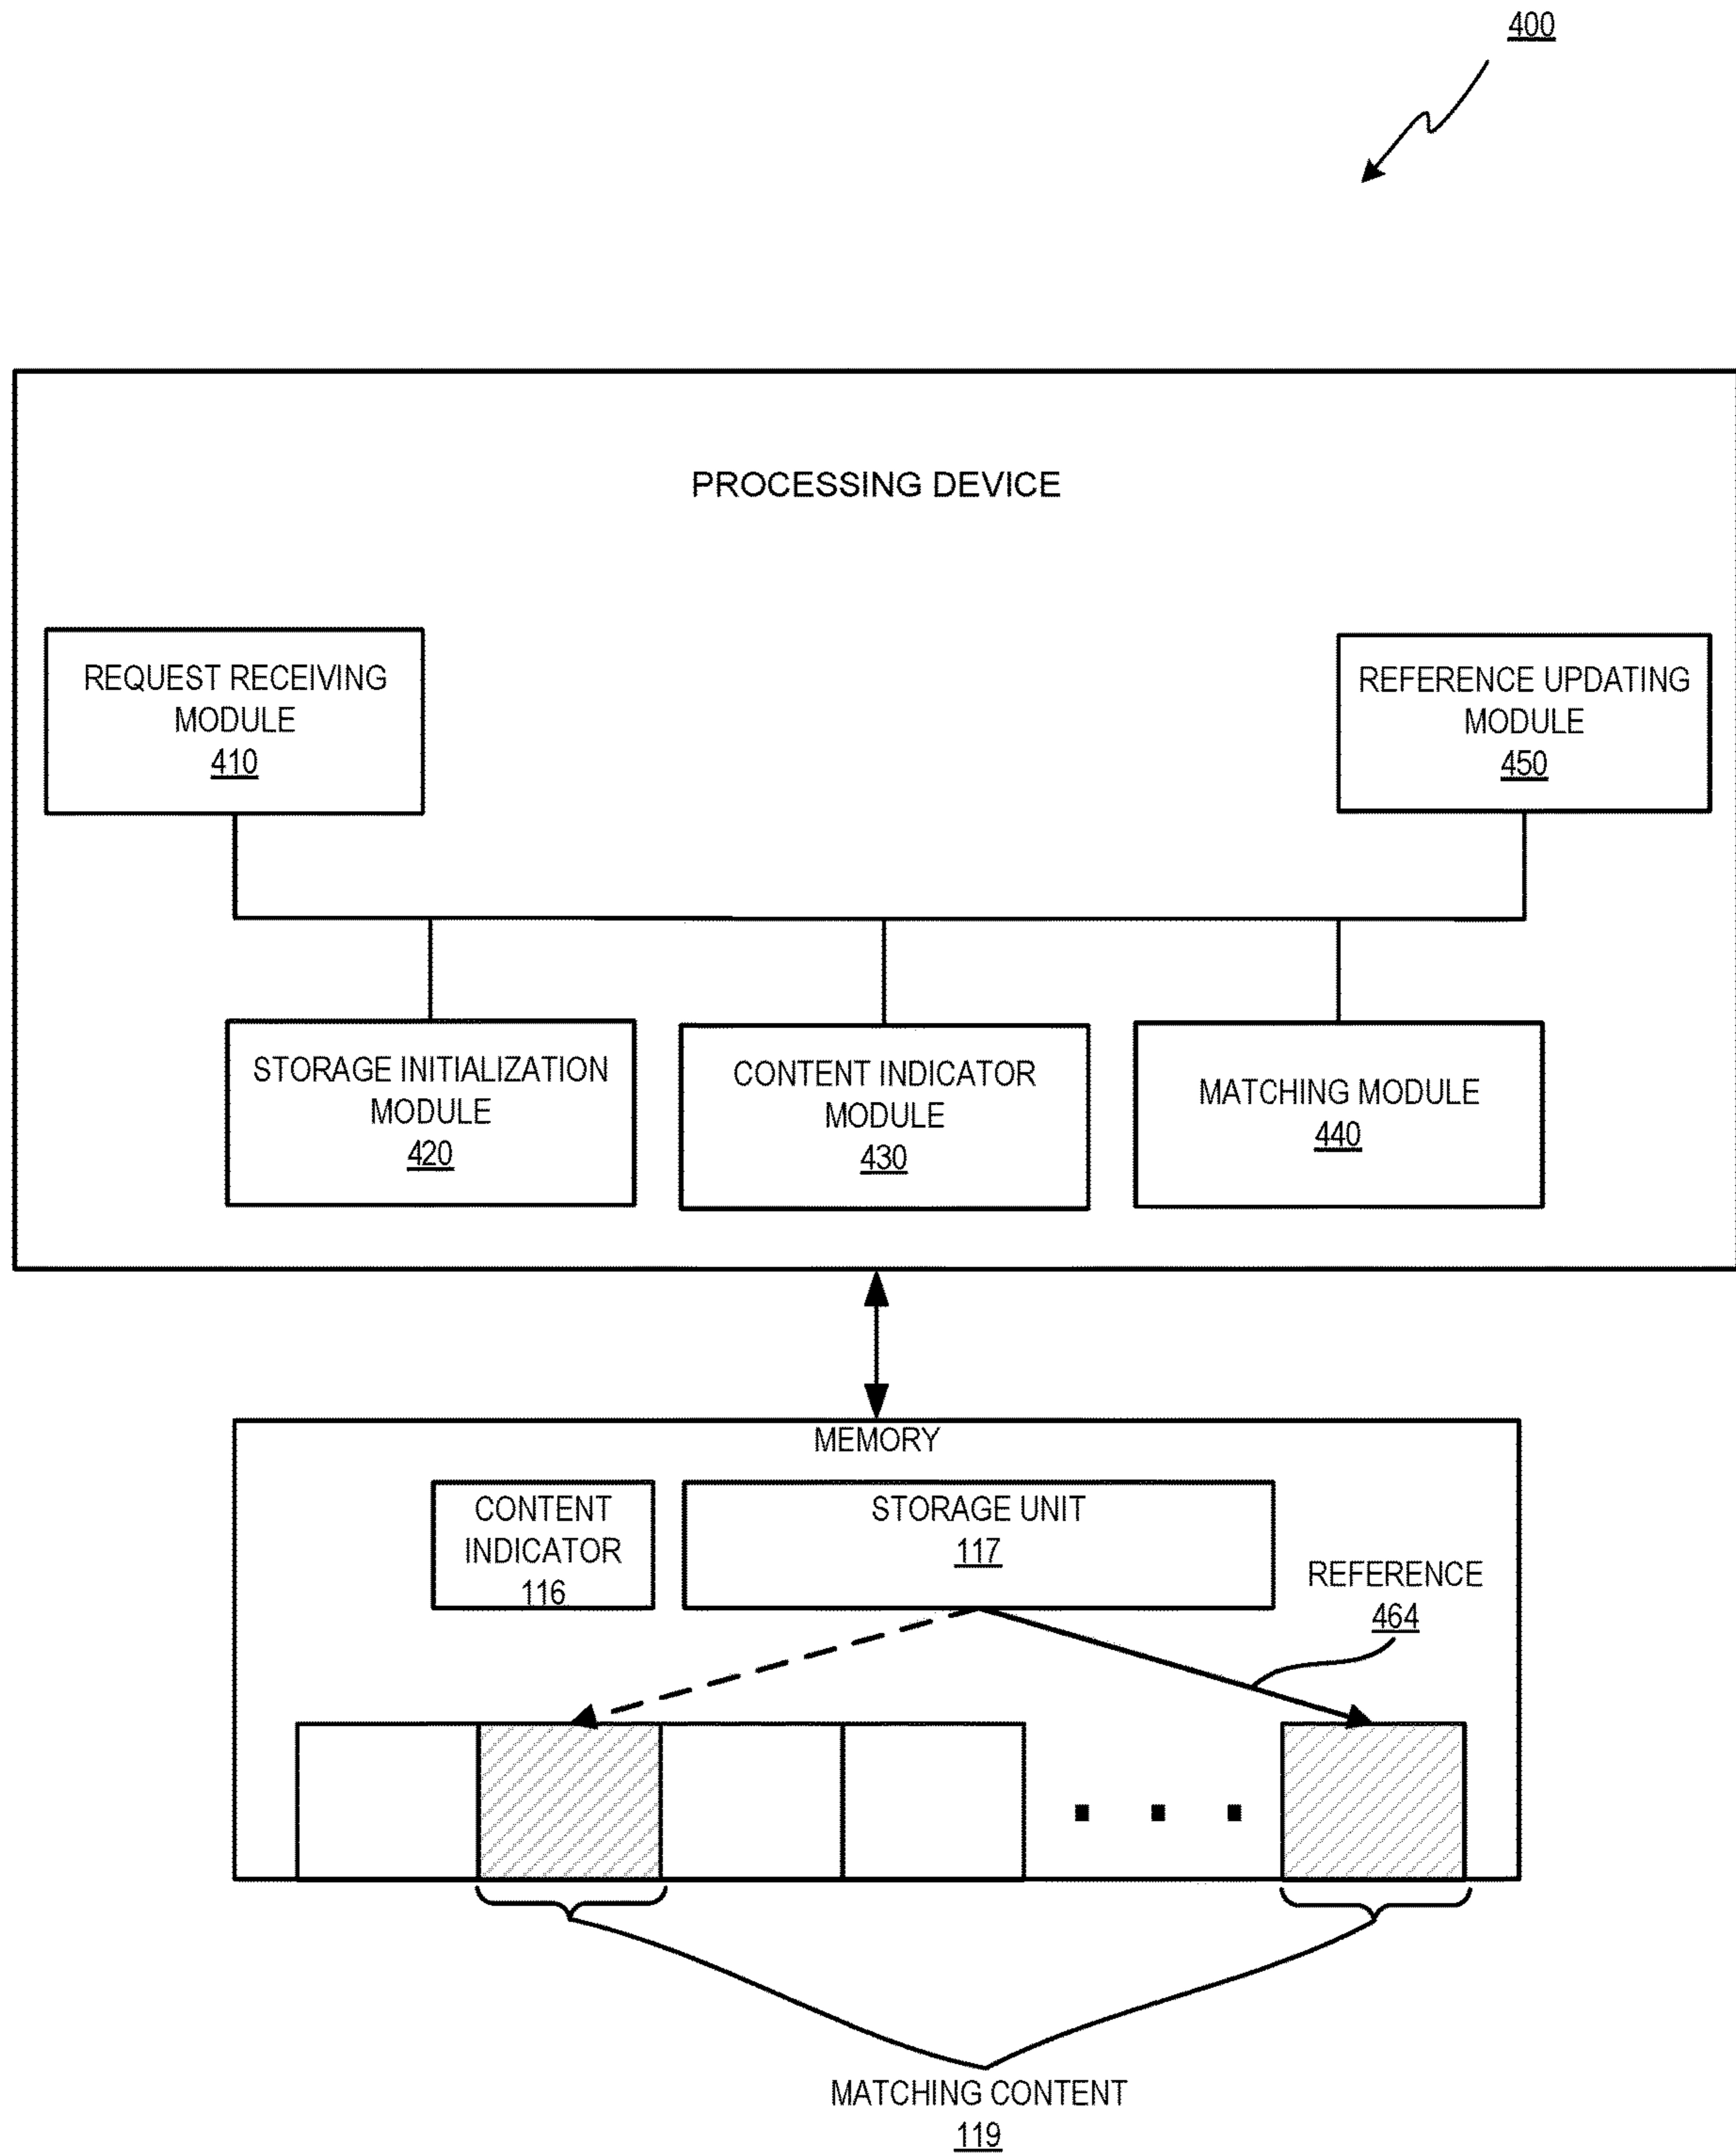 400
PROCESSING DEVICE
REQUEST RECEIVING
MODULE
410
REFERENCE UPDATING
MODULE
450
STORAGE INITIALIZATION
MODULE
420
CONTENT INDICATOR
MODULE
430
MATCHING MODULE
440
MEMORY
CONTENT
INDICATOR
116
STORAGE UNIT
117
REFERENCE
464
MATCHING CONTENT
119